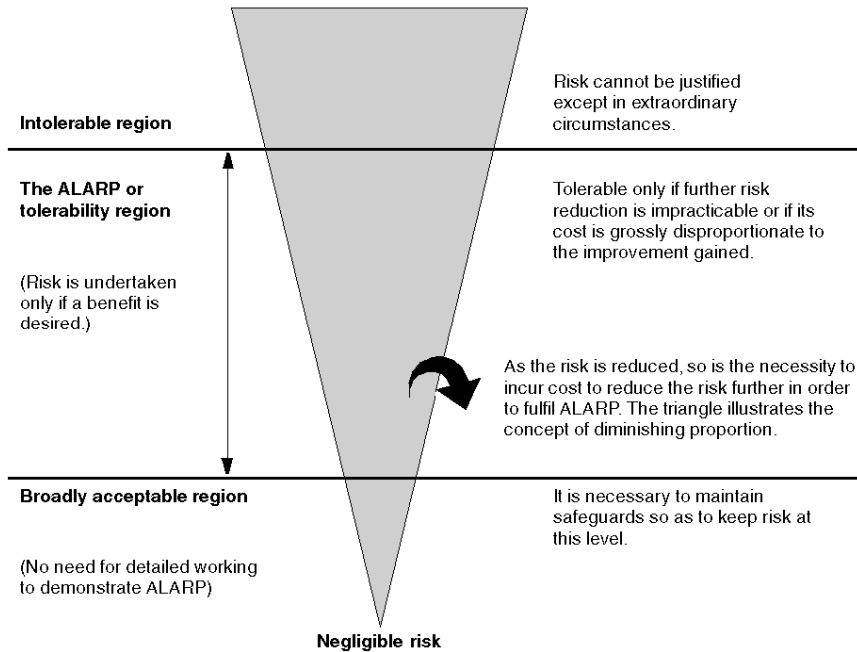 Risk cannot be justified
except in extraordinary
circumstances.
Intolerable region
The ALARP or
tolerability region
(Risk is undertaken
only if a benefit is
desired.)
Tolerable only if further risk
reduction is impracticable or if its
cost is grossly disproportionate to
the improvement gained.
As the risk is reduced, so is the necessity to
incur cost to reduce the risk further in order
to fulfil ALARP. The triangle illustrates the
concept of diminishing proportion.
Broadly acceptable region
(No need for detailed working
to demonstrate ALARP)
It is necessary to maintain
safeguards so as to keep risk at
this level.
Negligible risk